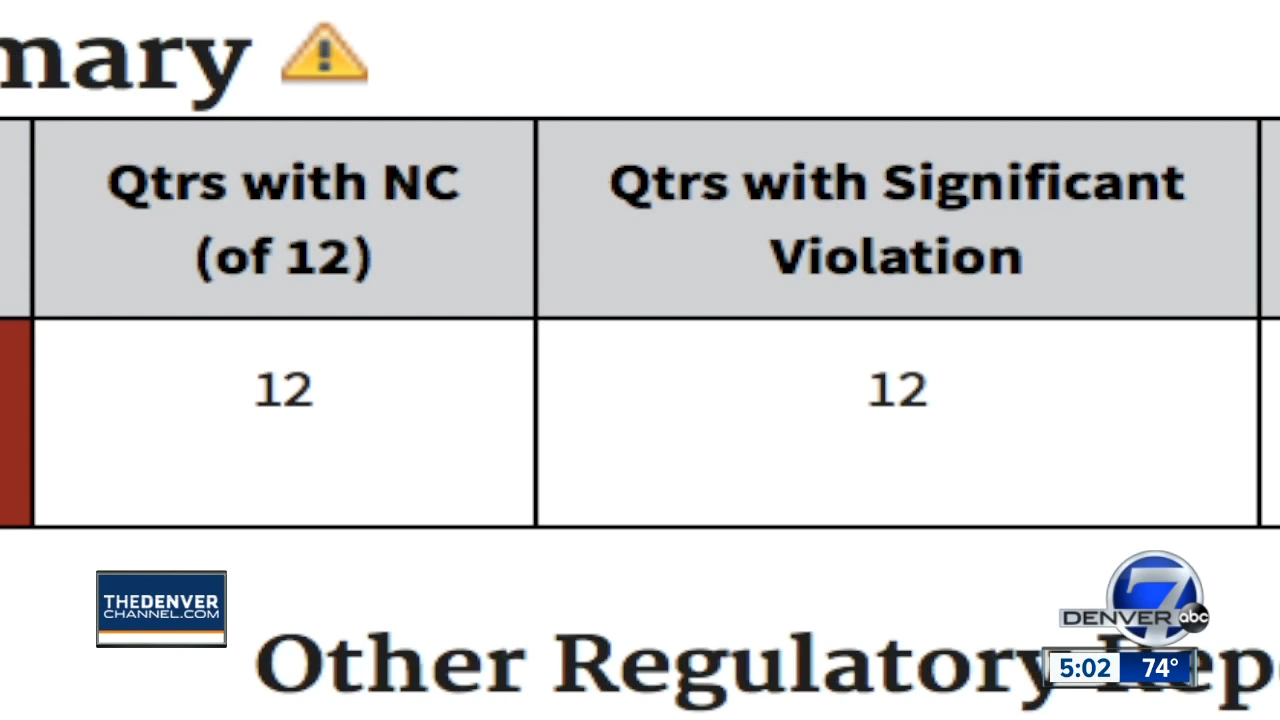 mary
Qtrs with NC
(of 12)
Qtrs with Significant
Violation
12
12
THEDENVER
CHANNEL.COM
7
DENVER
abc
Other Regulatory
5:02
74°